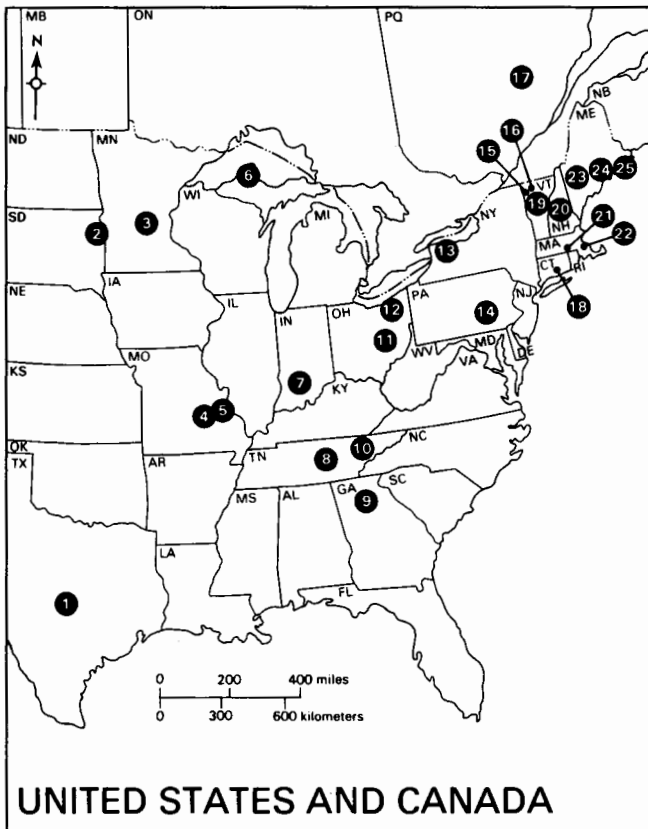 MB
ON
PQ
N
17
NB
ME
16
ND
MN
15
VT
23
24
25
6
WI
19
20
SD
2
3
MI
NY
NH
21
13
MA
22
IA
CT
RI
NE
IL
PA
NJ
18
IN
OH
12
14
MO
11
MD
DE
WV
KS
VA
7
KY
4
5
OK
TN
10
NC
TX
AR
8
MS
AL
GA
SC
9
LA
FL
1
0 200 400 miles
0 300 600 kilometers
UNITED STATES AND CANADA